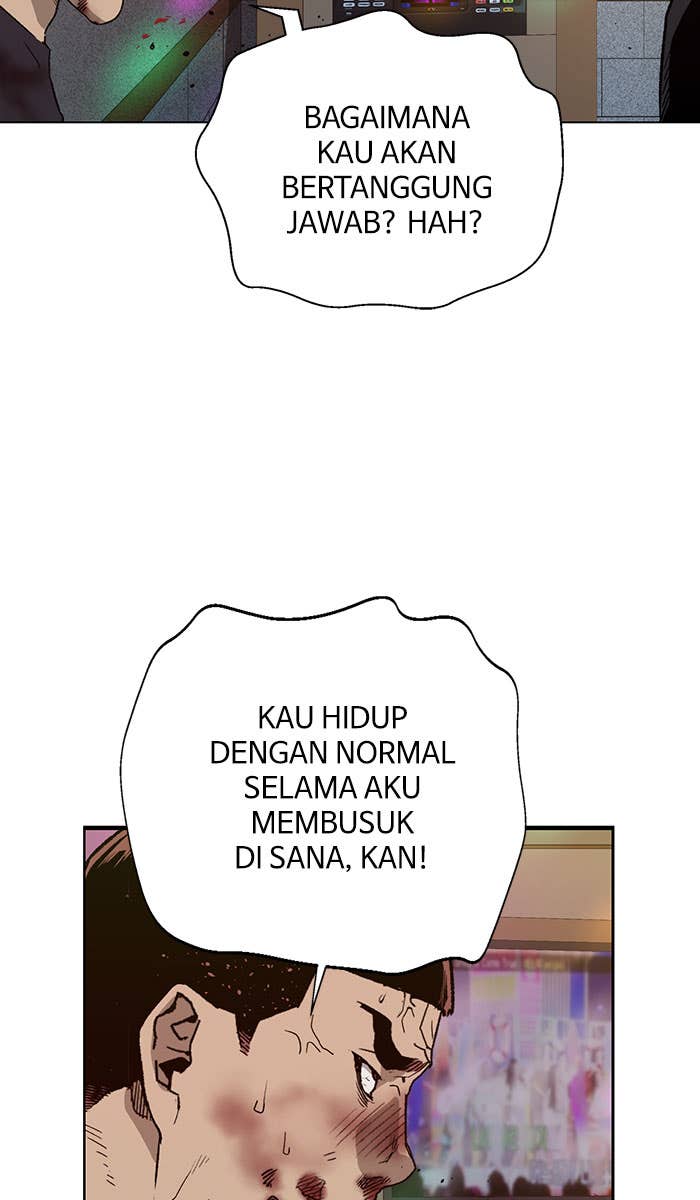 BAGAIMANA
KAU AKAN
BERTANGGUNG
JAWAB? HAH?
KAU HIDUP
DENGAN NORMAL
SELAMA AKU
MEMBUSUK
DI SANA, KAN!